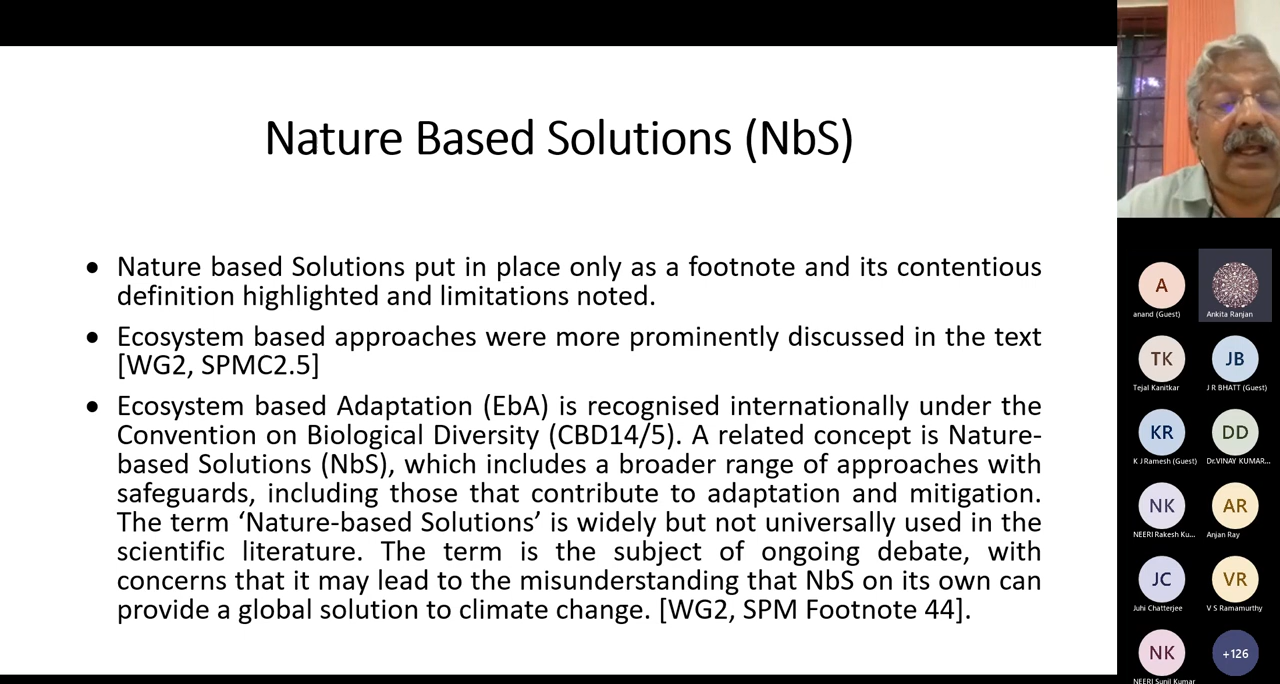 Nature Based Solutions (NbS)
● Nature based Solutions put in place only as a footnote and its contentious
definition highlighted and limitations noted.
● Ecosystem based approaches were more prominently discussed in the text
[WG2, SPMC2.5]
● Ecosystem based Adaptation (EbA) is recognised internationally under the
Convention on Biological Diversity (CBD14/5). A related concept is Nature-
based Solutions (NbS), which includes a broader range of approaches with
safeguards, including those that contribute to adaptation and mitigation.
The term ‘Nature-based Solutions’ is widely but not universally used in the
scientific literature. The term is the subject of ongoing debate, with
concerns that it may lead to the misunderstanding that NbS on its own can
provide a global solution to climate change. [WG2, SPM Footnote 44].
A
anand (Guest)
Ankita Ranjan
TK
Tejal Kanitkar
JB
J R BHATT (Guest)
KR
K J Ramesh (Guest)
DD
Dr.VINAY KUMAR...
NK
NEERI Rakesh Ku...
AR
Anjan Ray
JC
Juhi Chatterjee
VR
V S Ramamurthy
NK
NEERI Sunil Kumar
+126